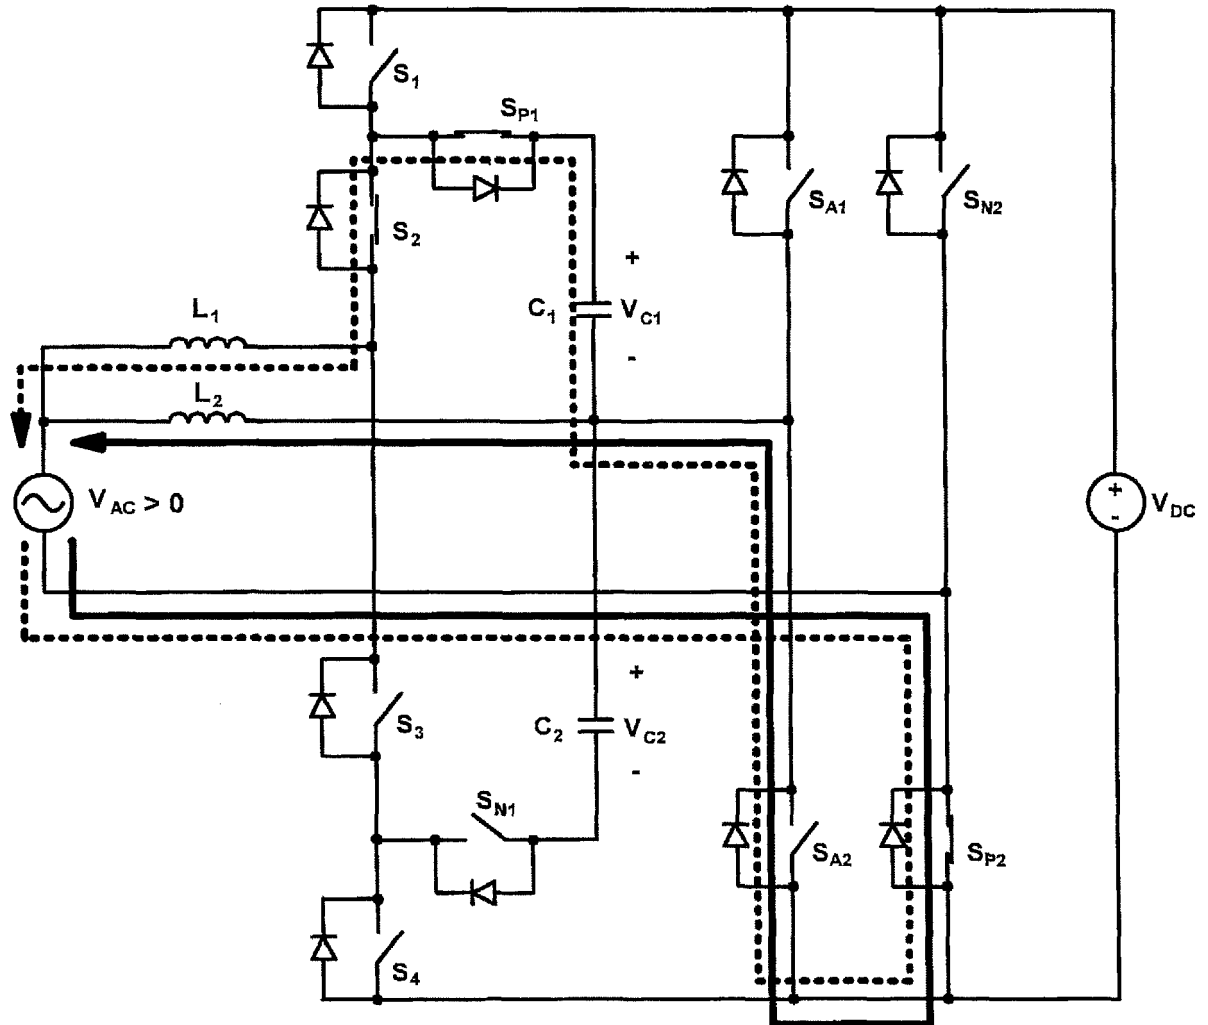 S1
SP1
SA1
SN2
S2
+
C1 VC1
-
L1
L2
VAC > 0
+
-
VDC
+
S3
C2 VC2
-
SN1
SA2
SP2
S4